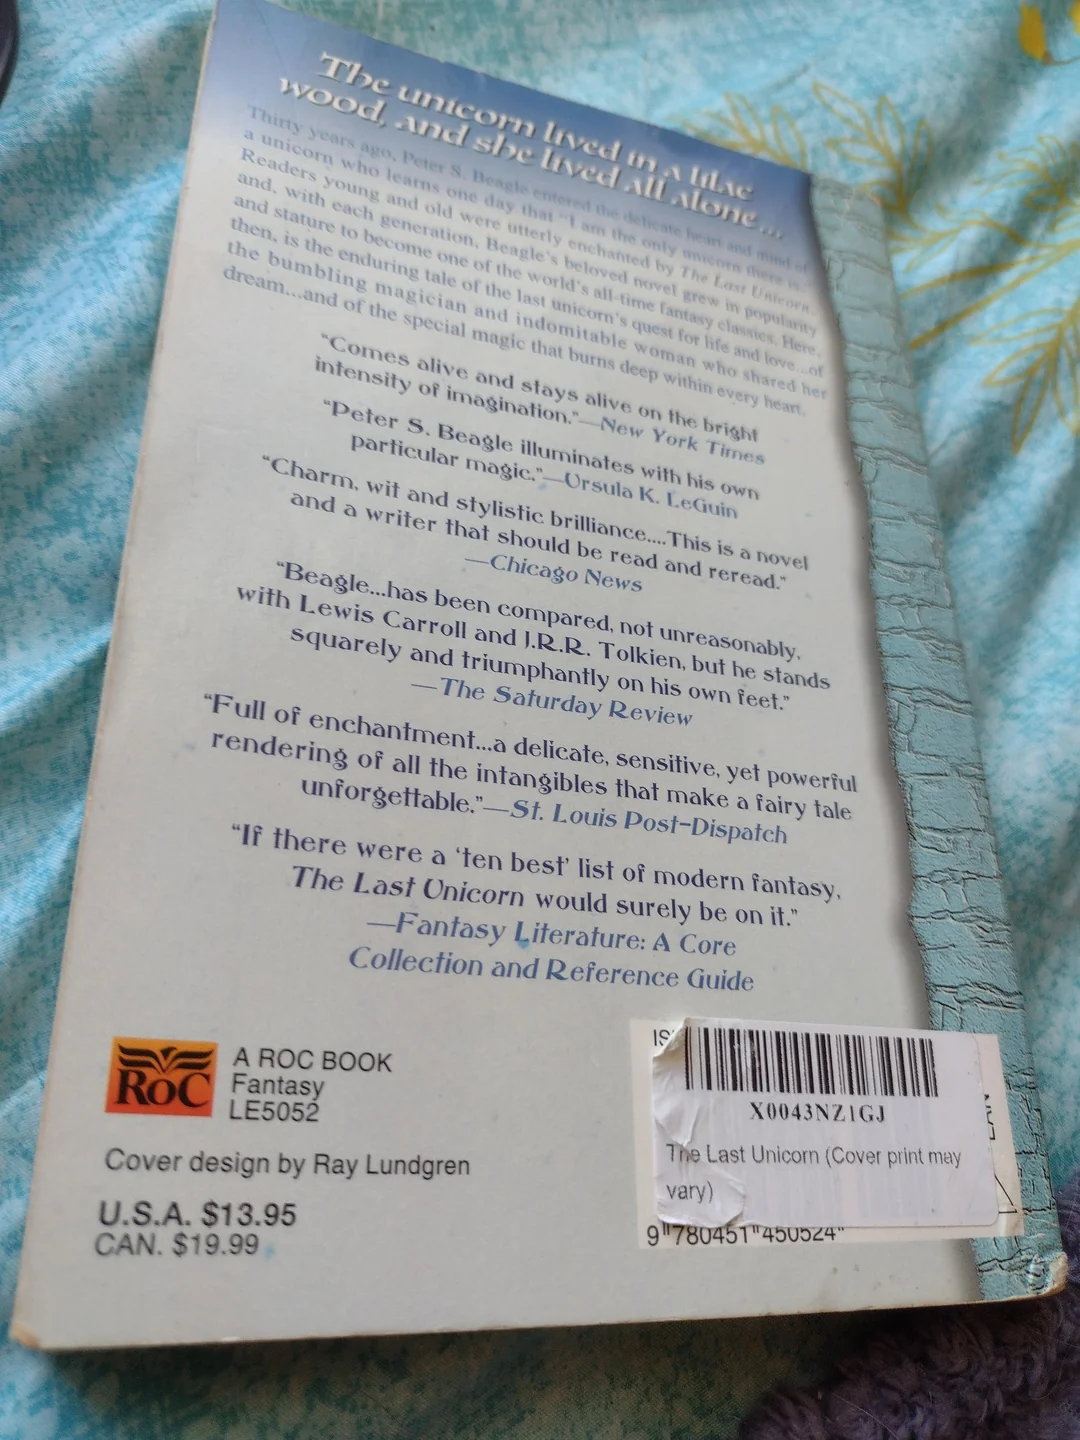 The unicorn lived in a lilac
wood, and she lived all alone...
Thirty years ago, Peter S. Beagle entered the delicate heart and mind of
a unicorn who learns one day that "I am the only unicorn there is."
Readers young and old were utterly enchanted by The Last Unicorn,
and, with each generation, Beagle's beloved novel grew in popularity
and stature to become one of the world's all-time fantasy classics. Here,
then, is the enduring tale of the last unicorn's quest for life and love...of
the bumbling magician and indomitable woman who shared her
dream...and of the special magic that burns deep within every heart.
"Comes alive and stays alive on the bright
intensity of imagination."—New York Times
"Peter S. Beagle illuminates with his own
particular magic."—Ursula K. LeGuin
"Charm, wit and stylistic brilliance....This is a novel
and a writer that should be read and reread."
—Chicago News
"Beagle...has been compared, not unreasonably,
with Lewis Carroll and J.R.R. Tolkien, but he stands
squarely and triumphantly on his own feet."
—The Saturday Review
"Full of enchantment...a delicate, sensitive, yet powerful
rendering of all the intangibles that make a fairy tale
unforgettable."—St. Louis Post-Dispatch
"If there were a 'ten best' list of modern fantasy,
The Last Unicorn would surely be on it."
—Fantasy Literature: A Core
Collection and Reference Guide
ROC
A ROC BOOK
Fantasy
LE5052
Cover design by Ray Lundgren
U.S.A. $13.95
CAN. $19.99
X0043NZ1GJ
The Last Unicorn (Cover print may
vary)
EAN
9 780451 450524